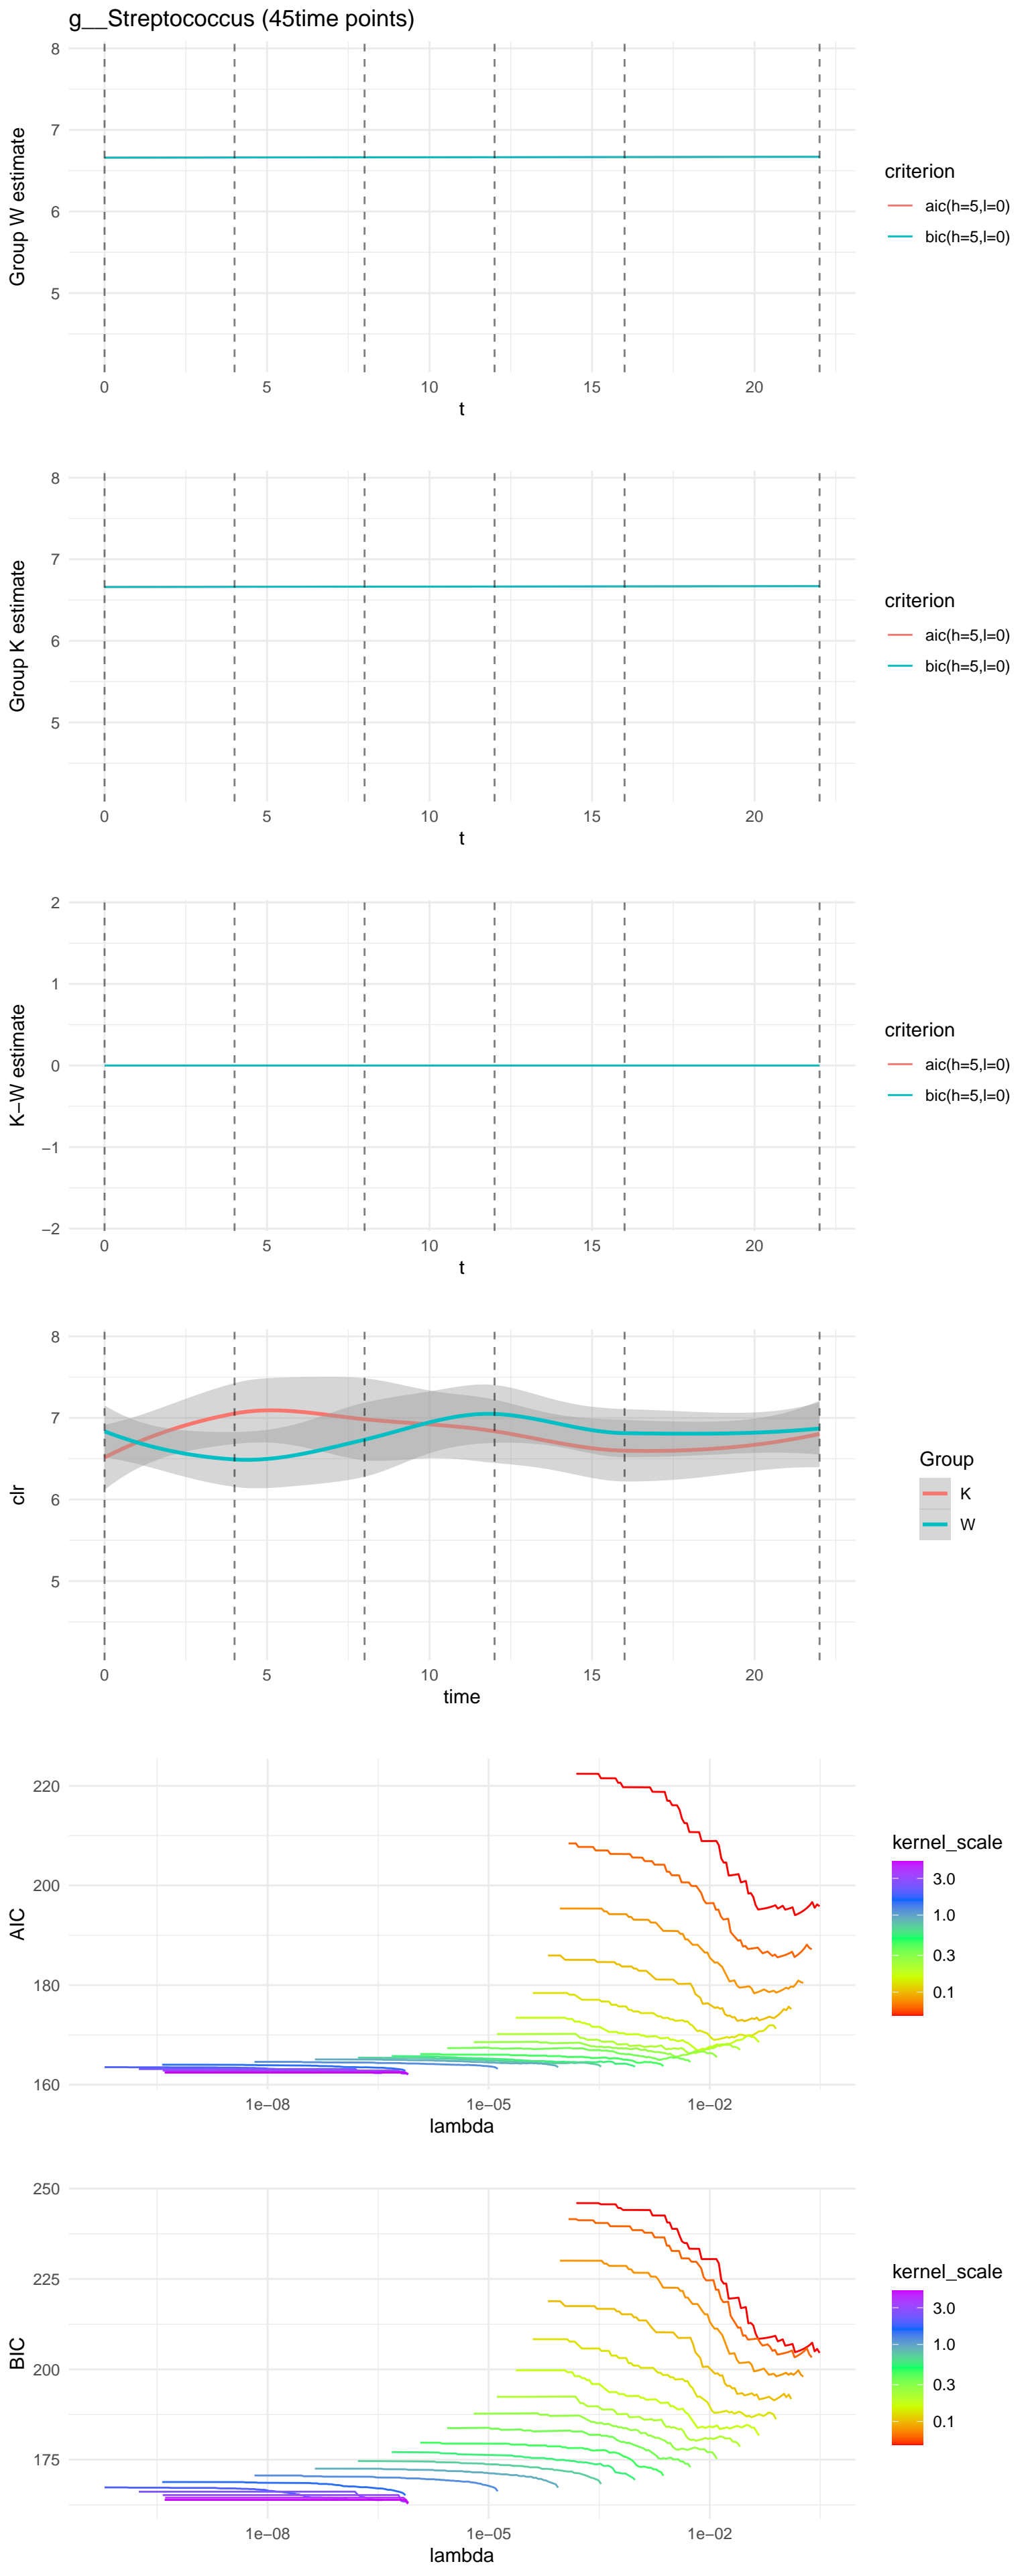 g__Streptococcus (45time points)
8
7
6
5
Group W estimate
0 5 10 15 20
t
criterion
aic(h=5,l=0)
bic(h=5,l=0)
8
7
6
5
Group K estimate
0 5 10 15 20
t
criterion
aic(h=5,l=0)
bic(h=5,l=0)
2
1
0
−1
−2
K−W estimate
0 5 10 15 20
t
criterion
aic(h=5,l=0)
bic(h=5,l=0)
8
7
6
5
clr
0 5 10 15 20
time
Group
K
W
220
200
180
160
AIC
1e−08 1e−05 1e−02
lambda
kernel_scale
3.0
1.0
0.3
0.1
250
225
200
175
BIC
1e−08 1e−05 1e−02
lambda
kernel_scale
3.0
1.0
0.3
0.1